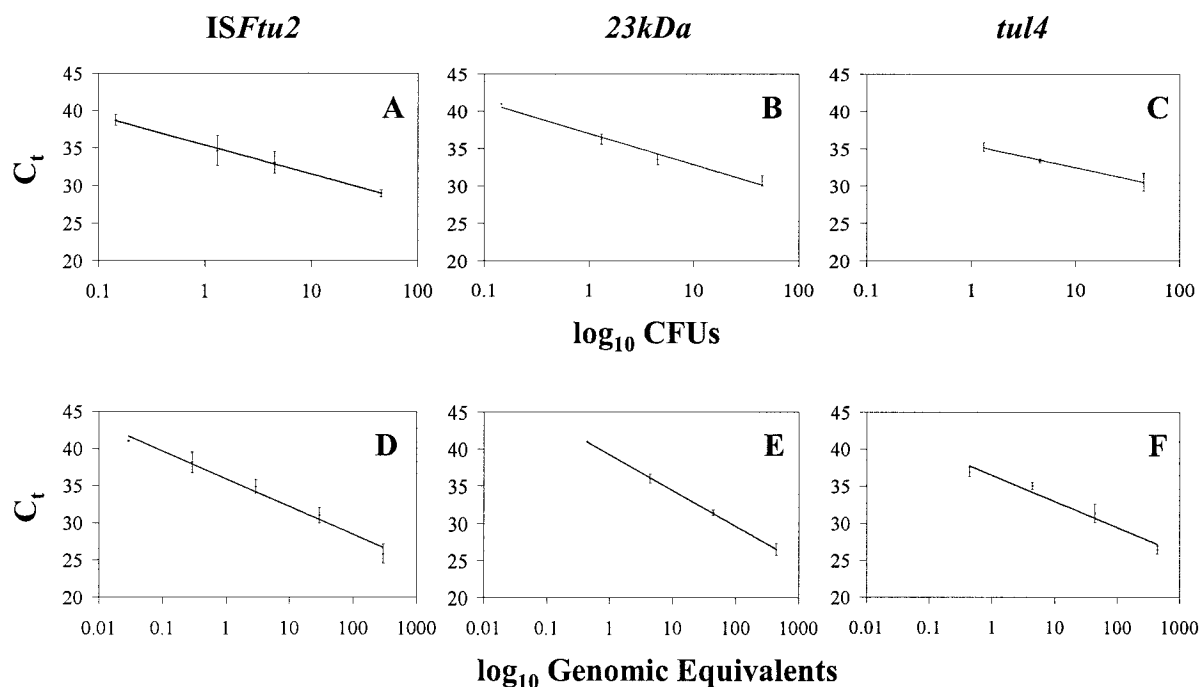 ISFtu2 23kDa tul4
45 45 45
40 A 40 B 40 C
35 35 35
C_t
30 30 30
25 25 25
20 20 20
0.1 1 10 100 0.1 1 10 100 0.1 1 10 100
log₁₀ CFUs
45 45 45
40 D 40 E 40 F
35 35 35
C_t
30 30 30
25 25 25
20 20 20
0.01 0.1 1 10 100 1000 0.01 0.1 1 10 100 1000 0.01 0.1 1 10 100 1000
log₁₀ Genomic Equivalents